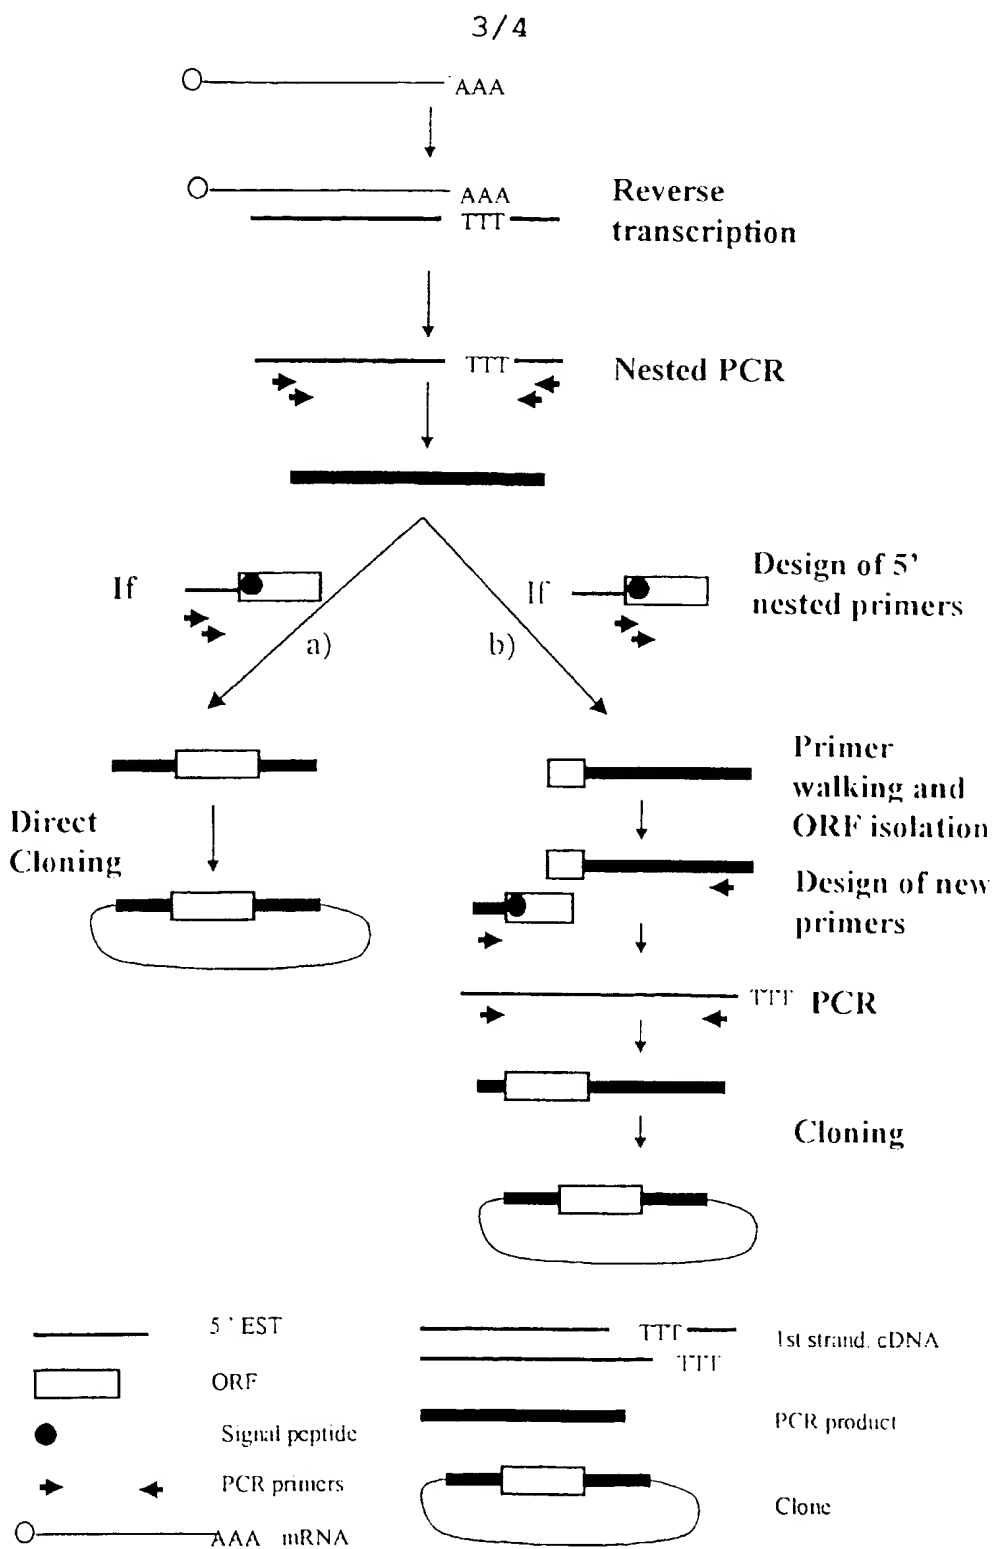 3/4
AAA
AAA
TTT
Reverse
transcription
TTT
Nested PCR
If
If
Design of 5'
nested primers
a)
b)
Primer
walking and
ORF isolation
Direct
Cloning
Design of new
primers
TTT
PCR
Cloning
5' EST
ORF
Signal peptide
PCR primers
AAA
mRNA
TTT
TTT
1st strand. cDNA
PCR product
Clone